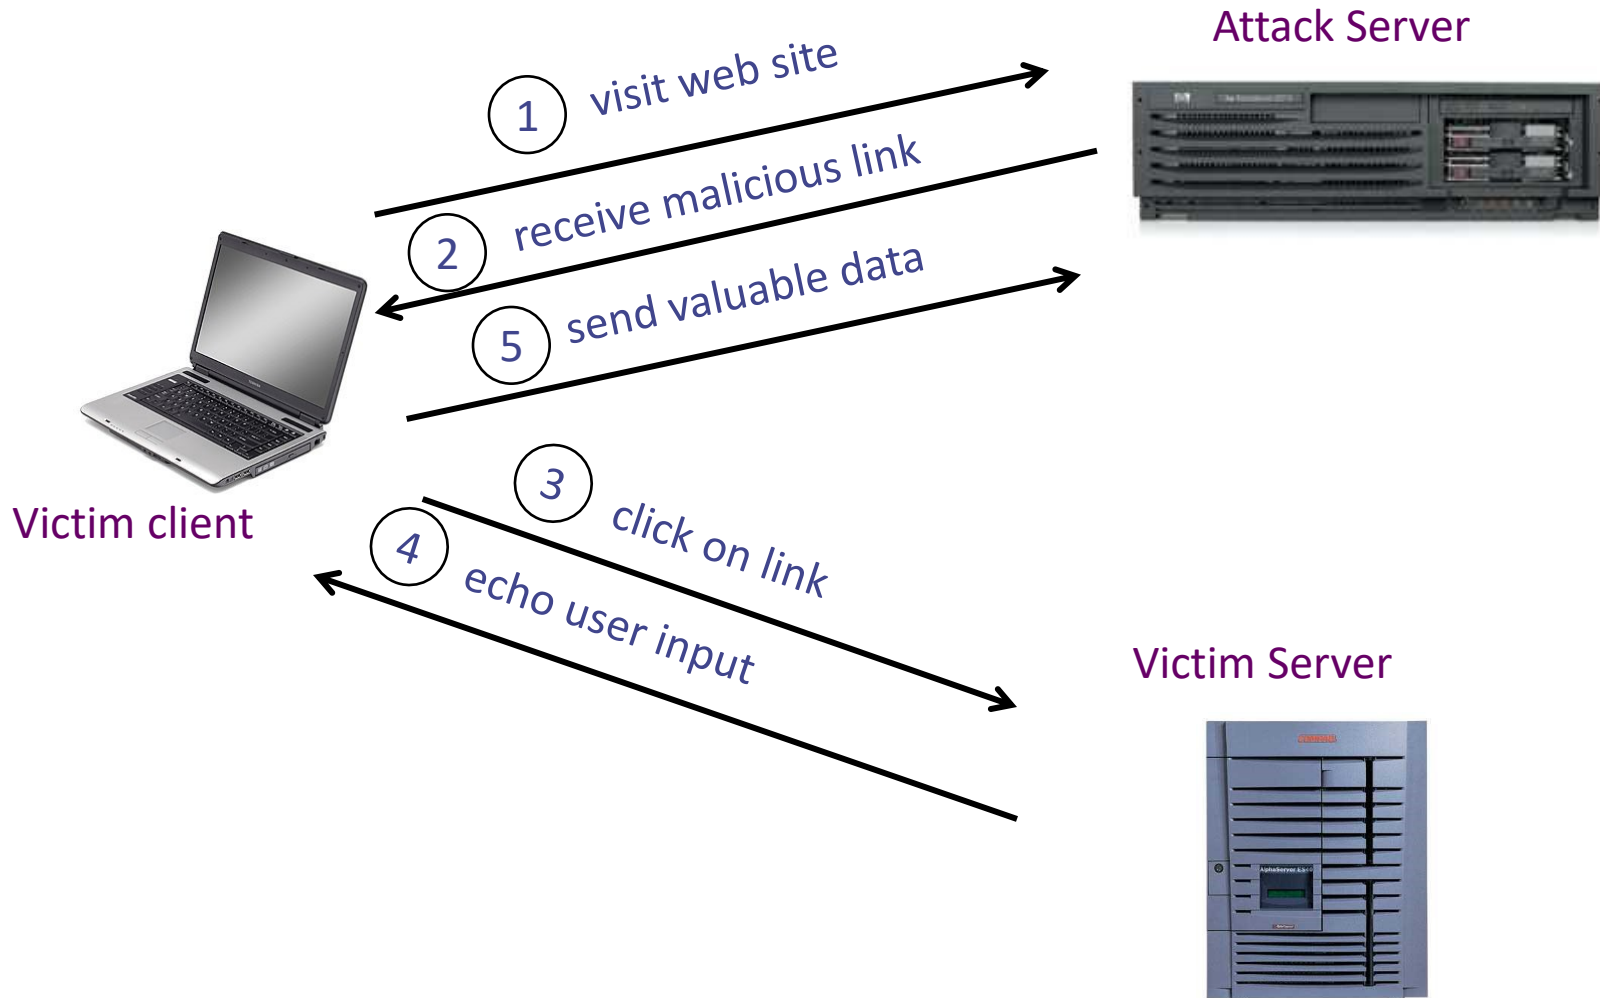 Attack Server
1 visit web site
2 receive malicious link
5 send valuable data
Victim client
3 click on link
4 echo user input
Victim Server